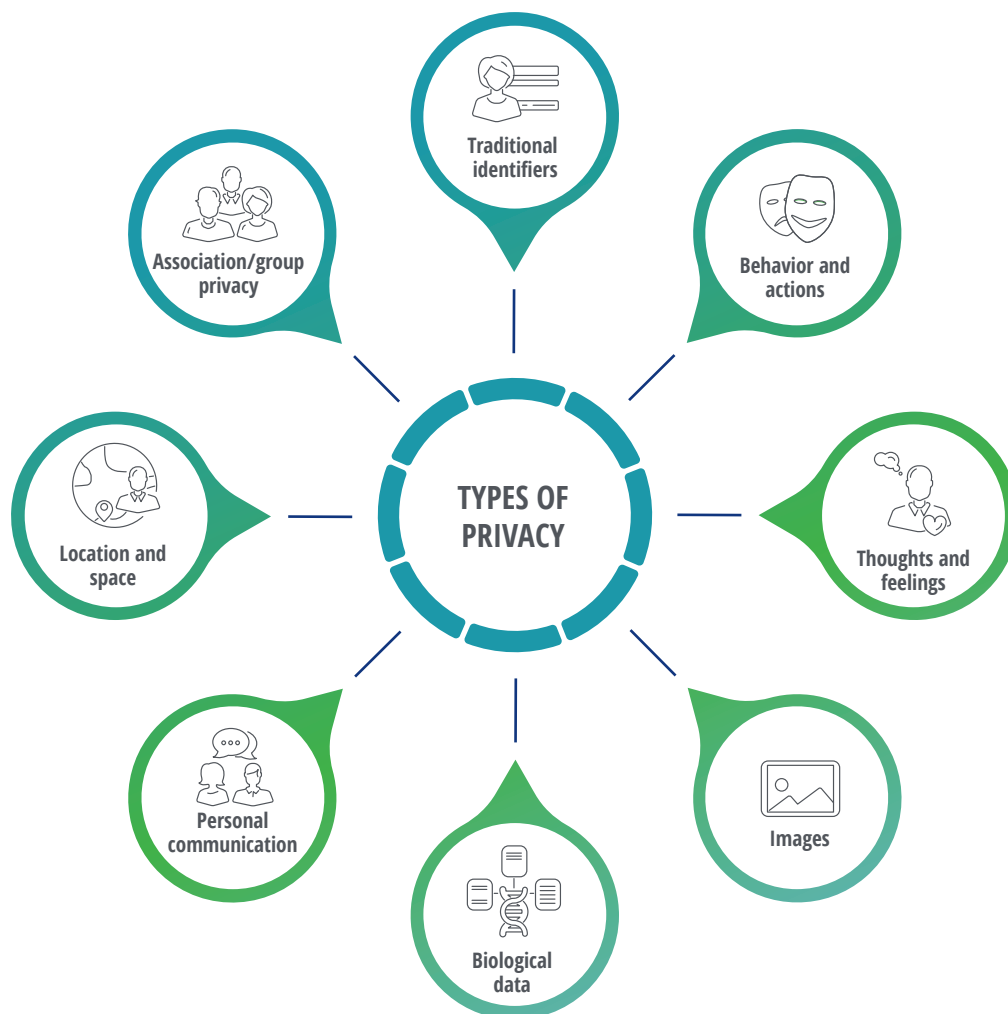 Traditional
identifiers
Behavior and
actions
Thoughts and
feelings
Images
Biological
data
Personal
communication
Location and
space
Association/group
privacy
TYPES OF
PRIVACY